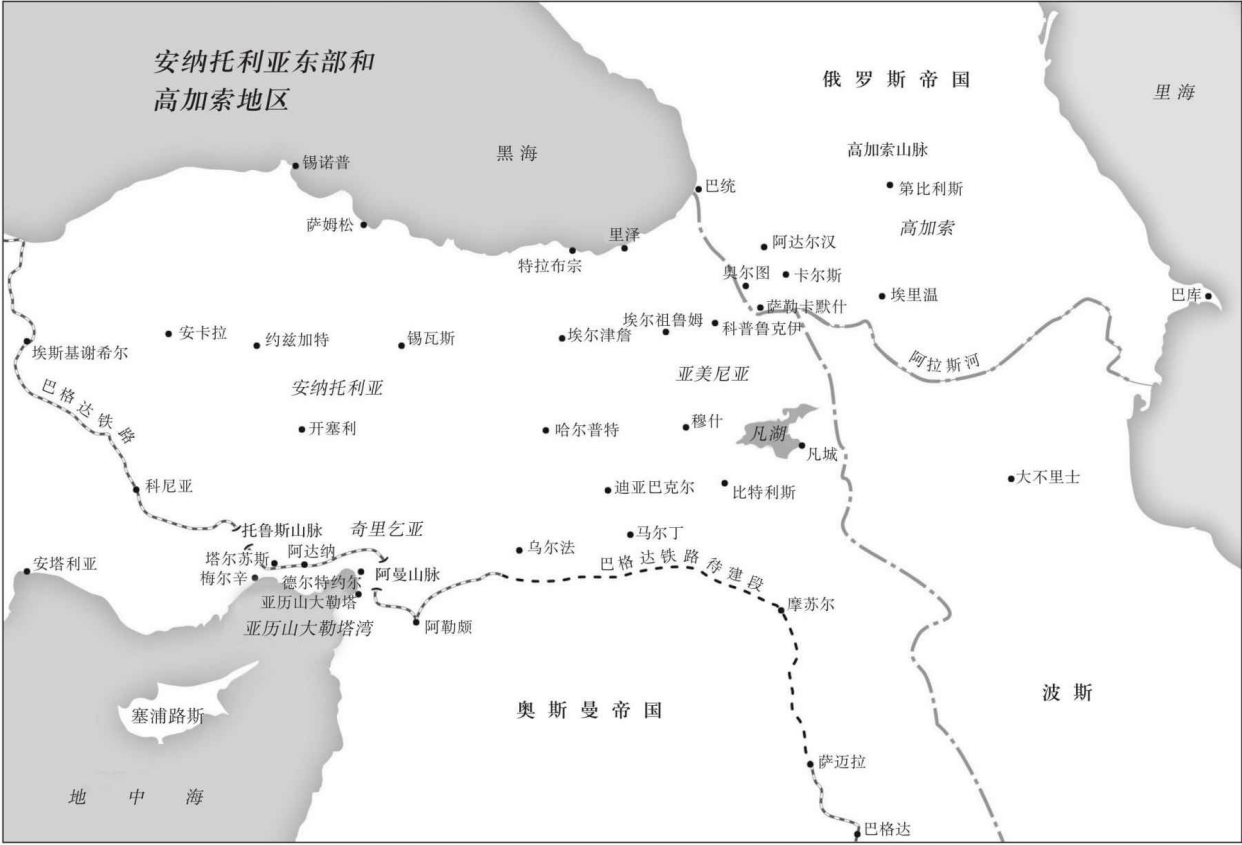 安纳托利亚东部和
高加索地区
俄罗斯帝国
里海
黑海
高加索山脉
锡诺普
巴统
第比利斯
萨姆松
里泽
高加索
阿达尔汉
特拉布宗
奥尔图
卡尔斯
埃里温
巴库
萨勒卡默什
埃尔祖鲁姆
科普鲁克伊
安卡拉
约兹加特
锡瓦斯
埃尔津詹
埃斯基谢希尔
阿拉斯河
亚美尼亚
安纳托利亚
巴格达铁路
开塞利
哈尔普特
穆什
凡湖
凡城
大不里士
科尼亚
迪亚巴克尔
比特利斯
托鲁斯山脉
奇里乞亚
马尔丁
乌尔法
塔尔苏斯
阿达纳
安塔利亚
巴格达铁路待建段
梅尔辛
德尔特约尔
阿曼山脉
亚历山大勒塔
摩苏尔
亚历山大勒塔湾
阿勒颇
波斯
奥斯曼帝国
塞浦路斯
萨迈拉
地中海
巴格达